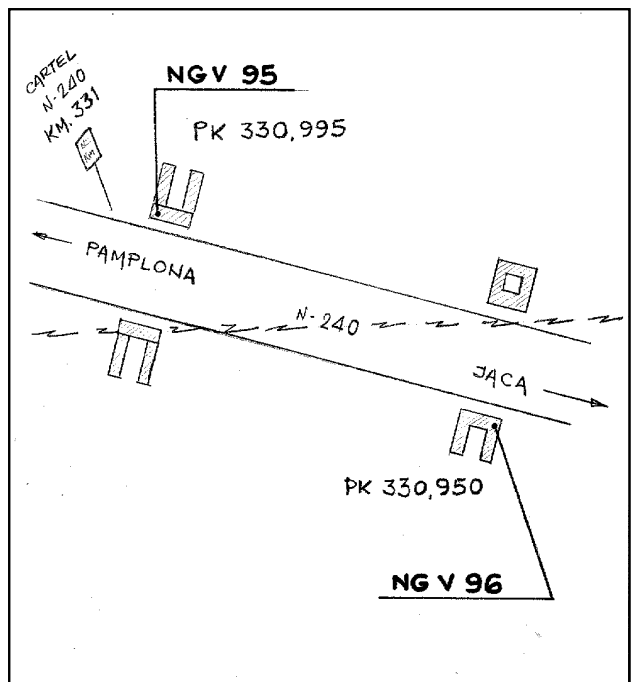 CARTEL
N-240
KM. 331
NGV 95
PK 330,995
PAMPLONA
N-240
JACA
PK 330,950
NGV 96